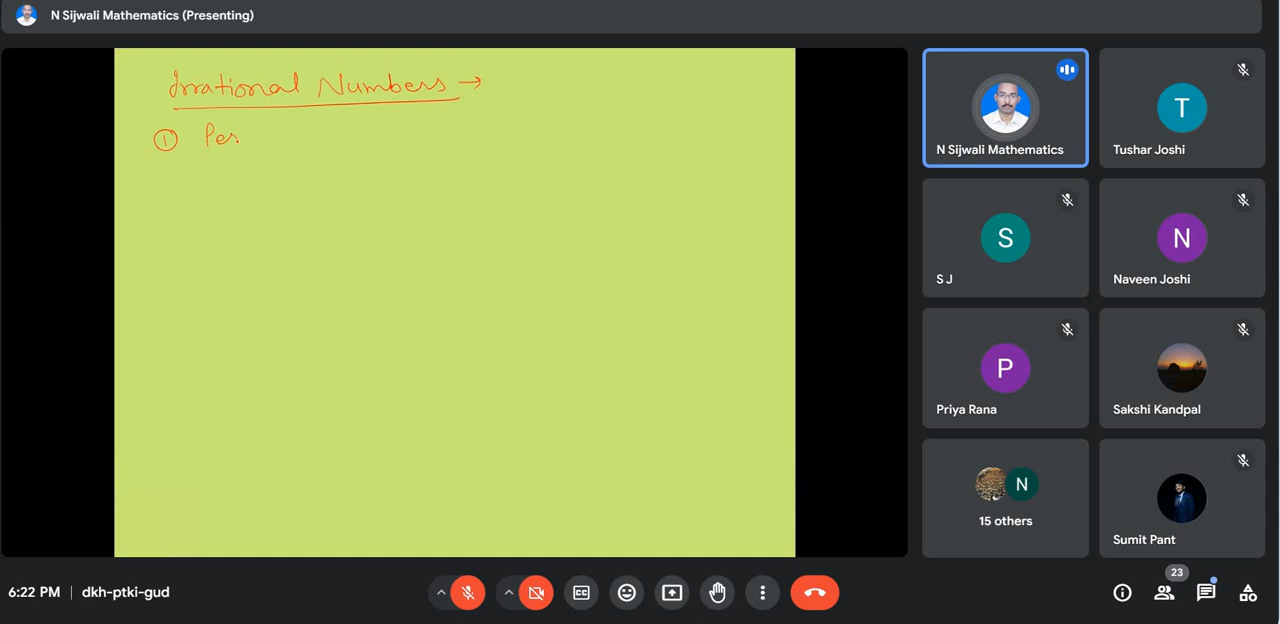 N Sijwali Mathematics (Presenting)
Irrational Numbers →
① Per
N Sijwali Mathematics
T
Tushar Joshi
S
S J
N
Naveen Joshi
P
Priya Rana
Sakshi Kandpal
N
15 others
Sumit Pant
6:22 PM | dkh-ptki-gud
CC
23